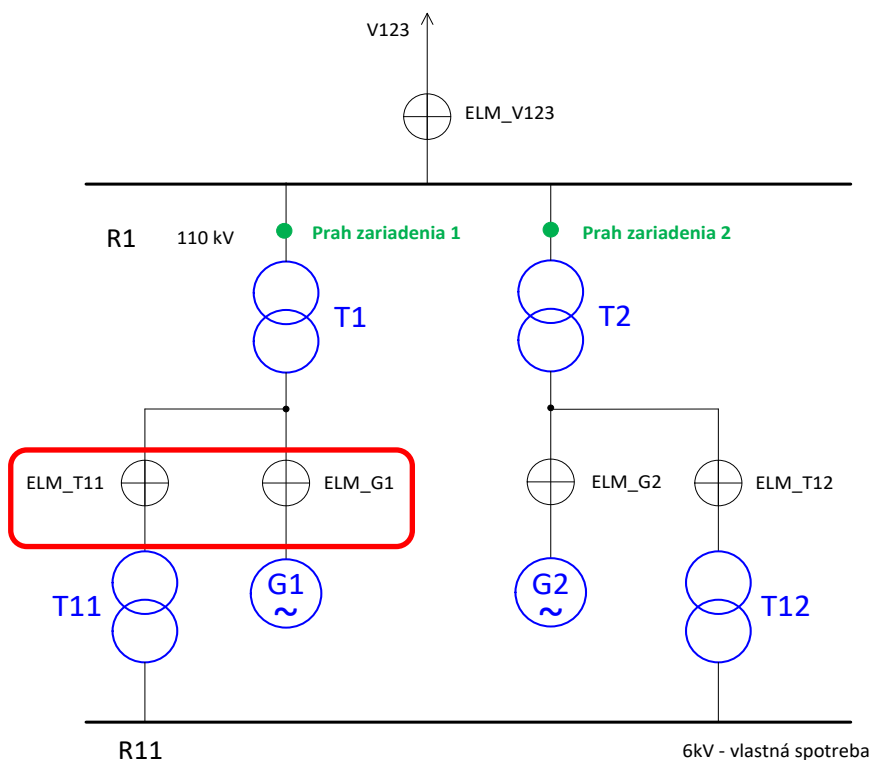 V123
ELM_V123
R1
110 kV
Prah zariadenia 1
Prah zariadenia 2
T1
T2
ELM_T11
ELM_G1
ELM_G2
ELM_T12
T11
G1
~
G2
~
T12
R11
6kV - vlastná spotreba